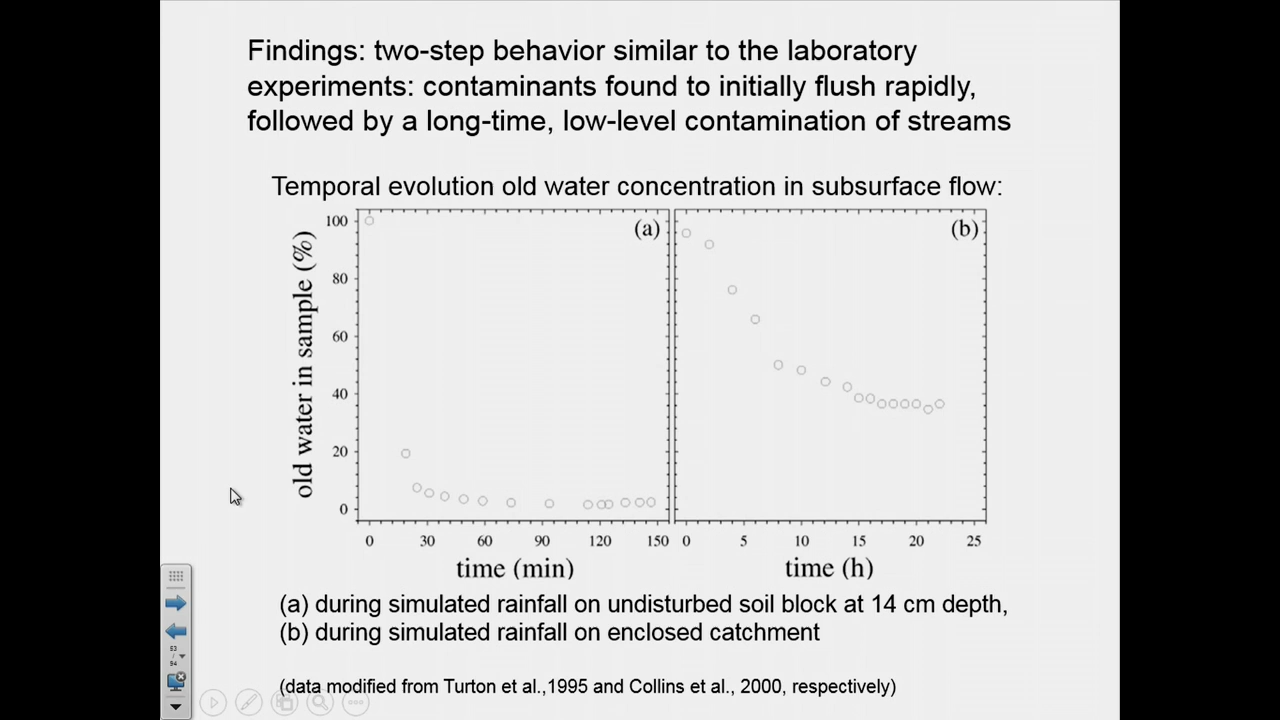 Findings: two-step behavior similar to the laboratory
experiments: contaminants found to initially flush rapidly,
followed by a long-time, low-level contamination of streams
Temporal evolution old water concentration in subsurface flow:
old water in sample (%)
100
80
60
40
20
0
(a)
(b)
0 30 60 90 120 150
0 5 10 15 20 25
time (min)
time (h)
(a) during simulated rainfall on undisturbed soil block at 14 cm depth,
(b) during simulated rainfall on enclosed catchment
(data modified from Turton et al.,1995 and Collins et al., 2000, respectively)
53
/
94